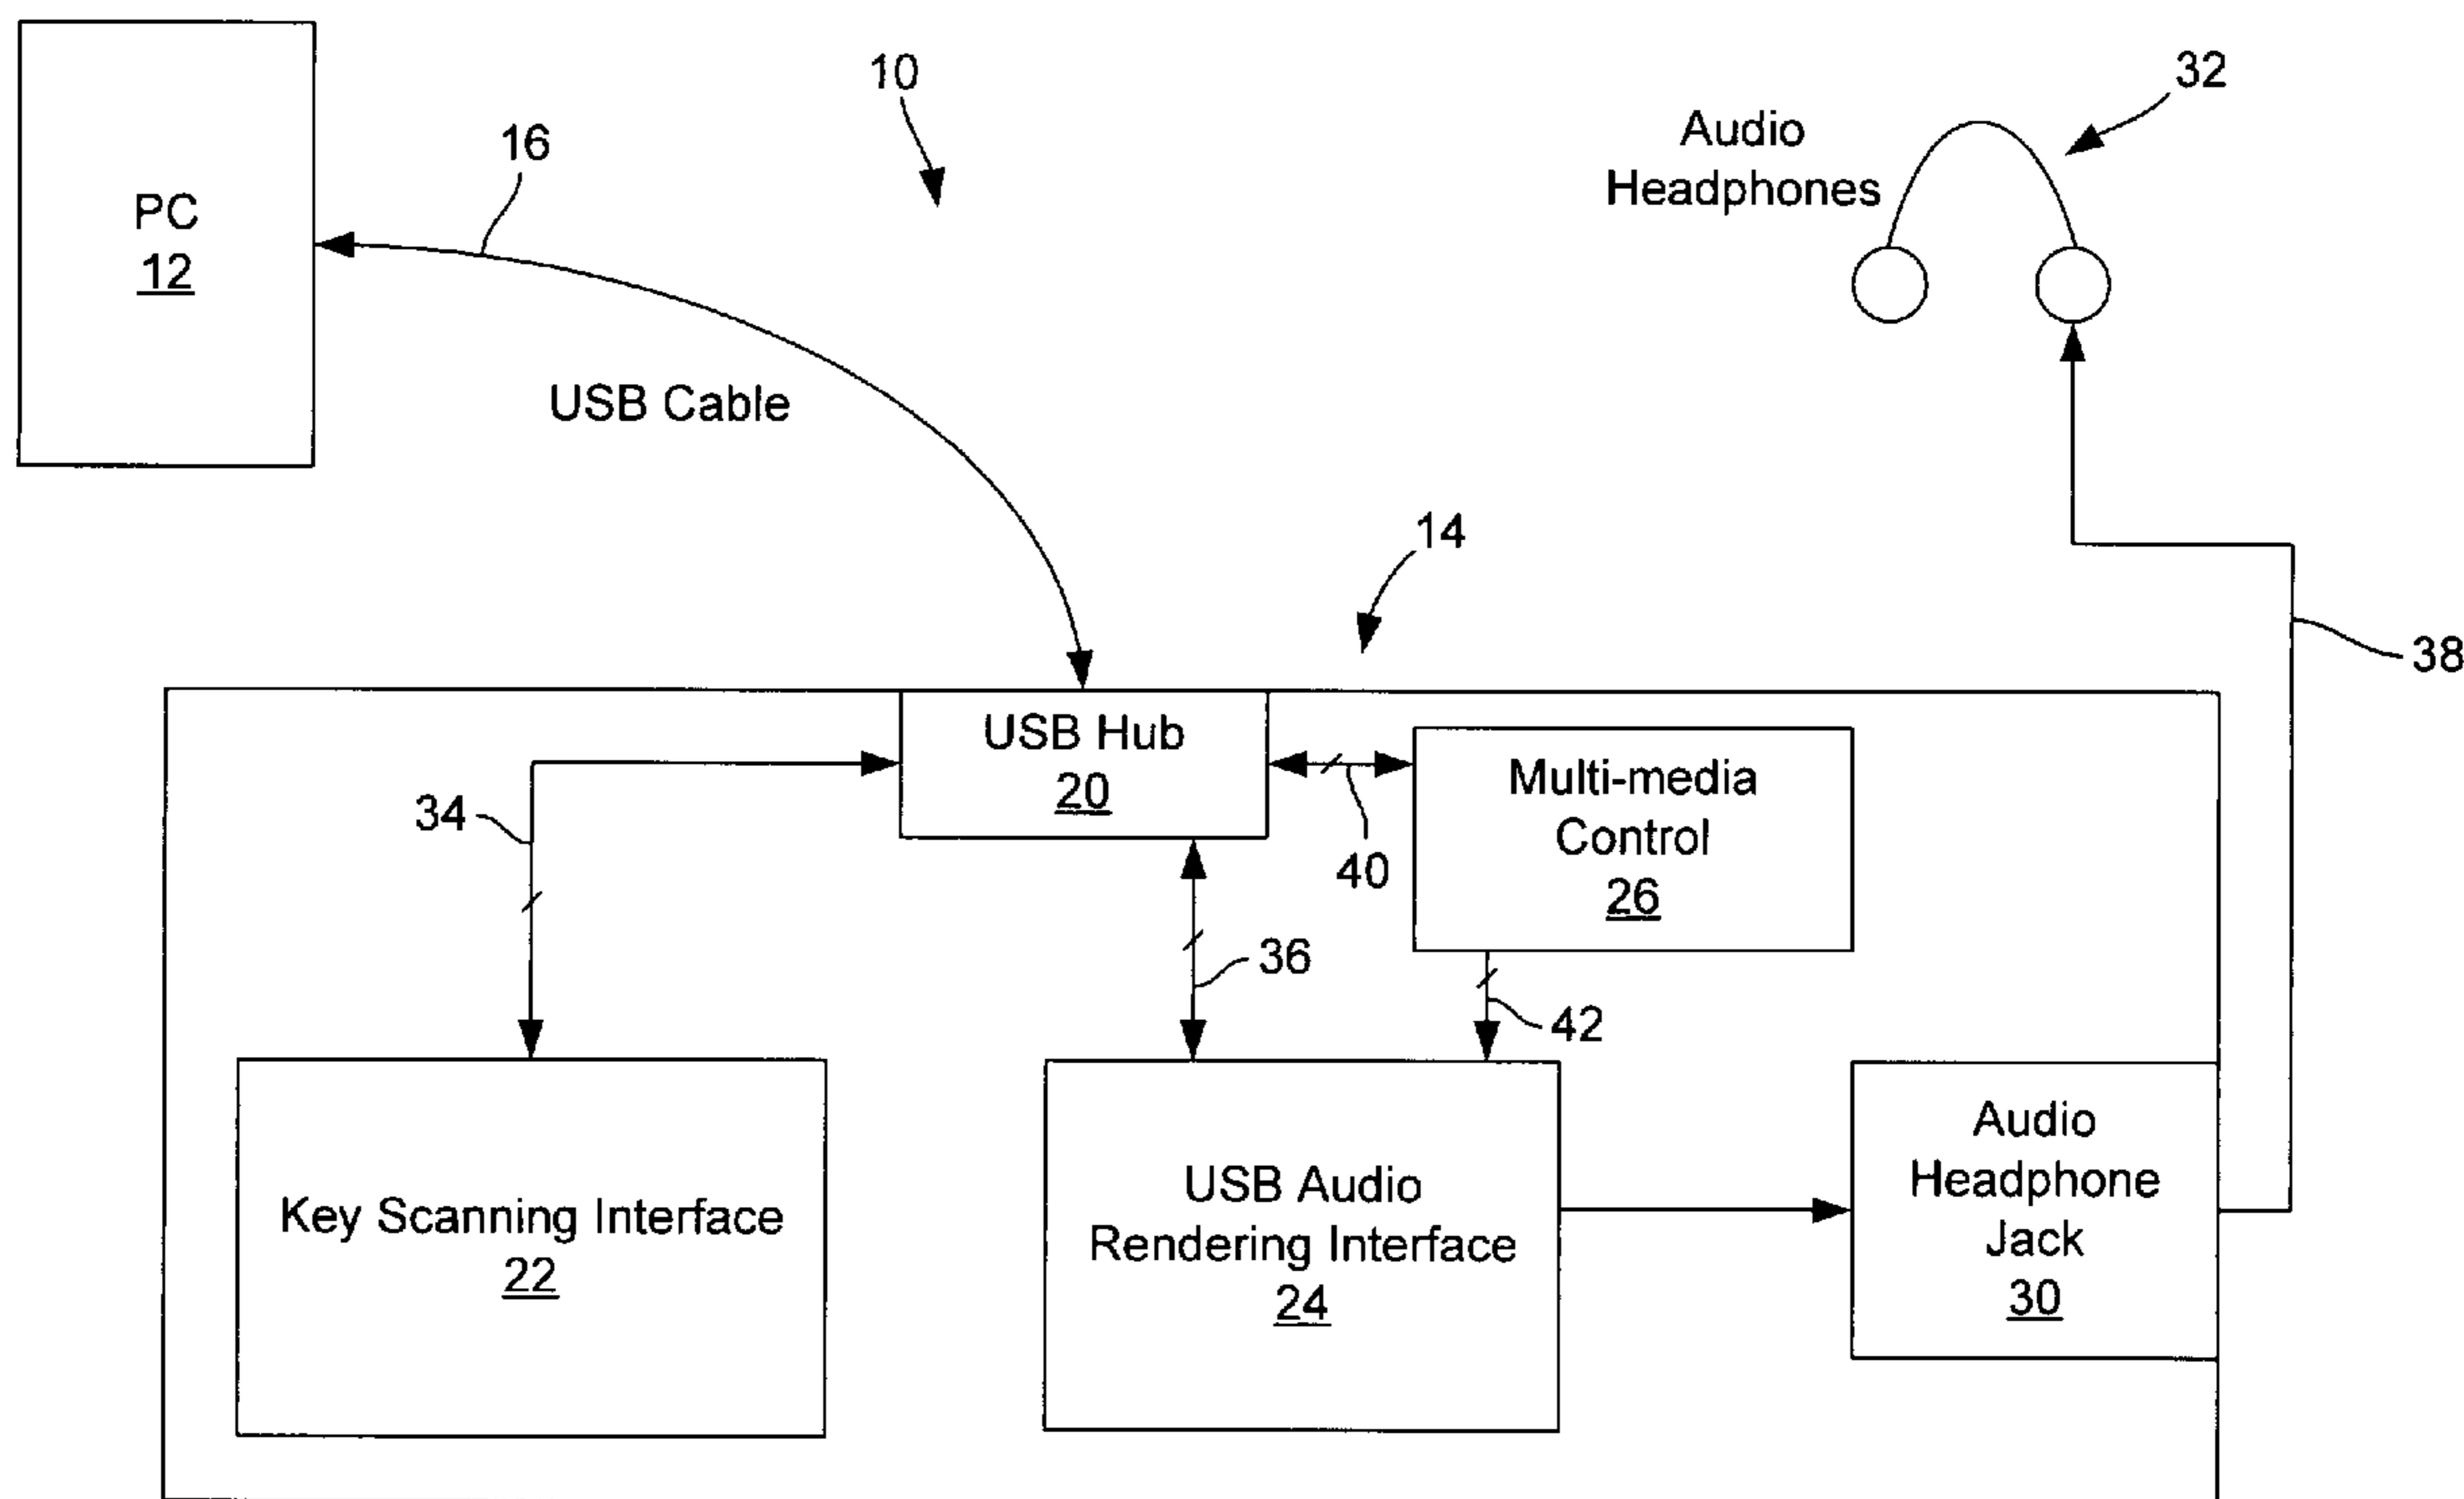 PC
12
16
10
Audio
Headphones
32
USB Cable
14
38
USB Hub
20
34
40
Multi-media
Control
26
36
42
Key Scanning Interface
22
USB Audio
Rendering Interface
24
Audio
Headphone
Jack
30